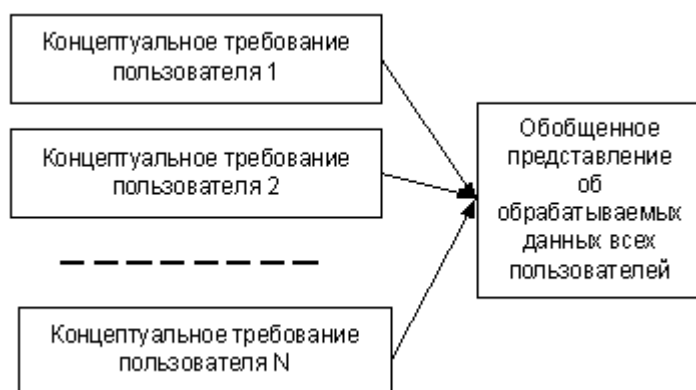 Концептуальное требование
пользователя 1
Концептуальное требование
пользователя 2
Концептуальное требование
пользователя N
Обобщенное
представление
об
обрабатываемых
данных всех
пользователей